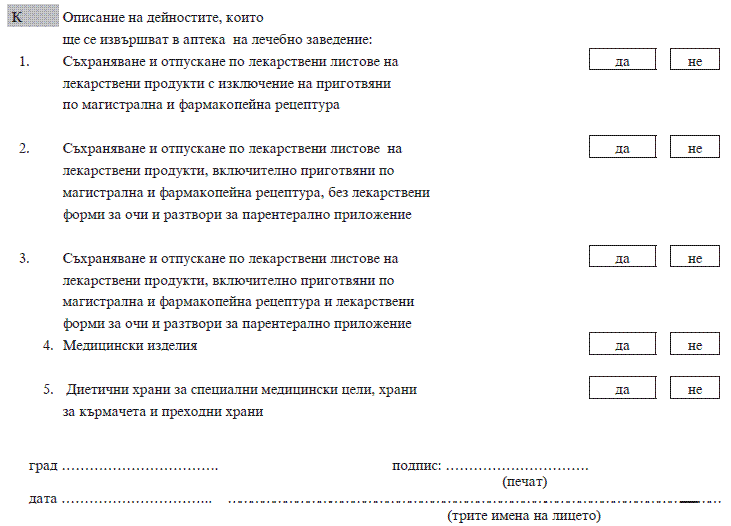 К Описание на дейностите, които
ще се извършват в аптека на лечебно заведение:
1. Съхраняване и отпускане по лекарствени листове на да не
лекарствени продукти с изключение на приготвяни
по магистрална и фармакопейна рецептура
2. Съхраняване и отпускане по лекарствени листове на да не
лекарствени продукти, включително приготвяни по
магистрална и фармакопейна рецептура, без лекарствени
форми за очи и разтвори за парентерално приложение
3. Съхраняване и отпускане по лекарствени листове на да не
лекарствени продукти, включително приготвяни по
магистрална и фармакопейна рецептура и лекарствени
форми за очи и разтвори за парентерално приложение
4. Медицински изделия да не
5. Диетични храни за специални медицински цели, храни да не
за кърмачета и преходни храни
град ……………………………. подпис: ………………………….
(печат)
дата ………………………….. ……………………………………………………………………………………
(трите имена на лицето)